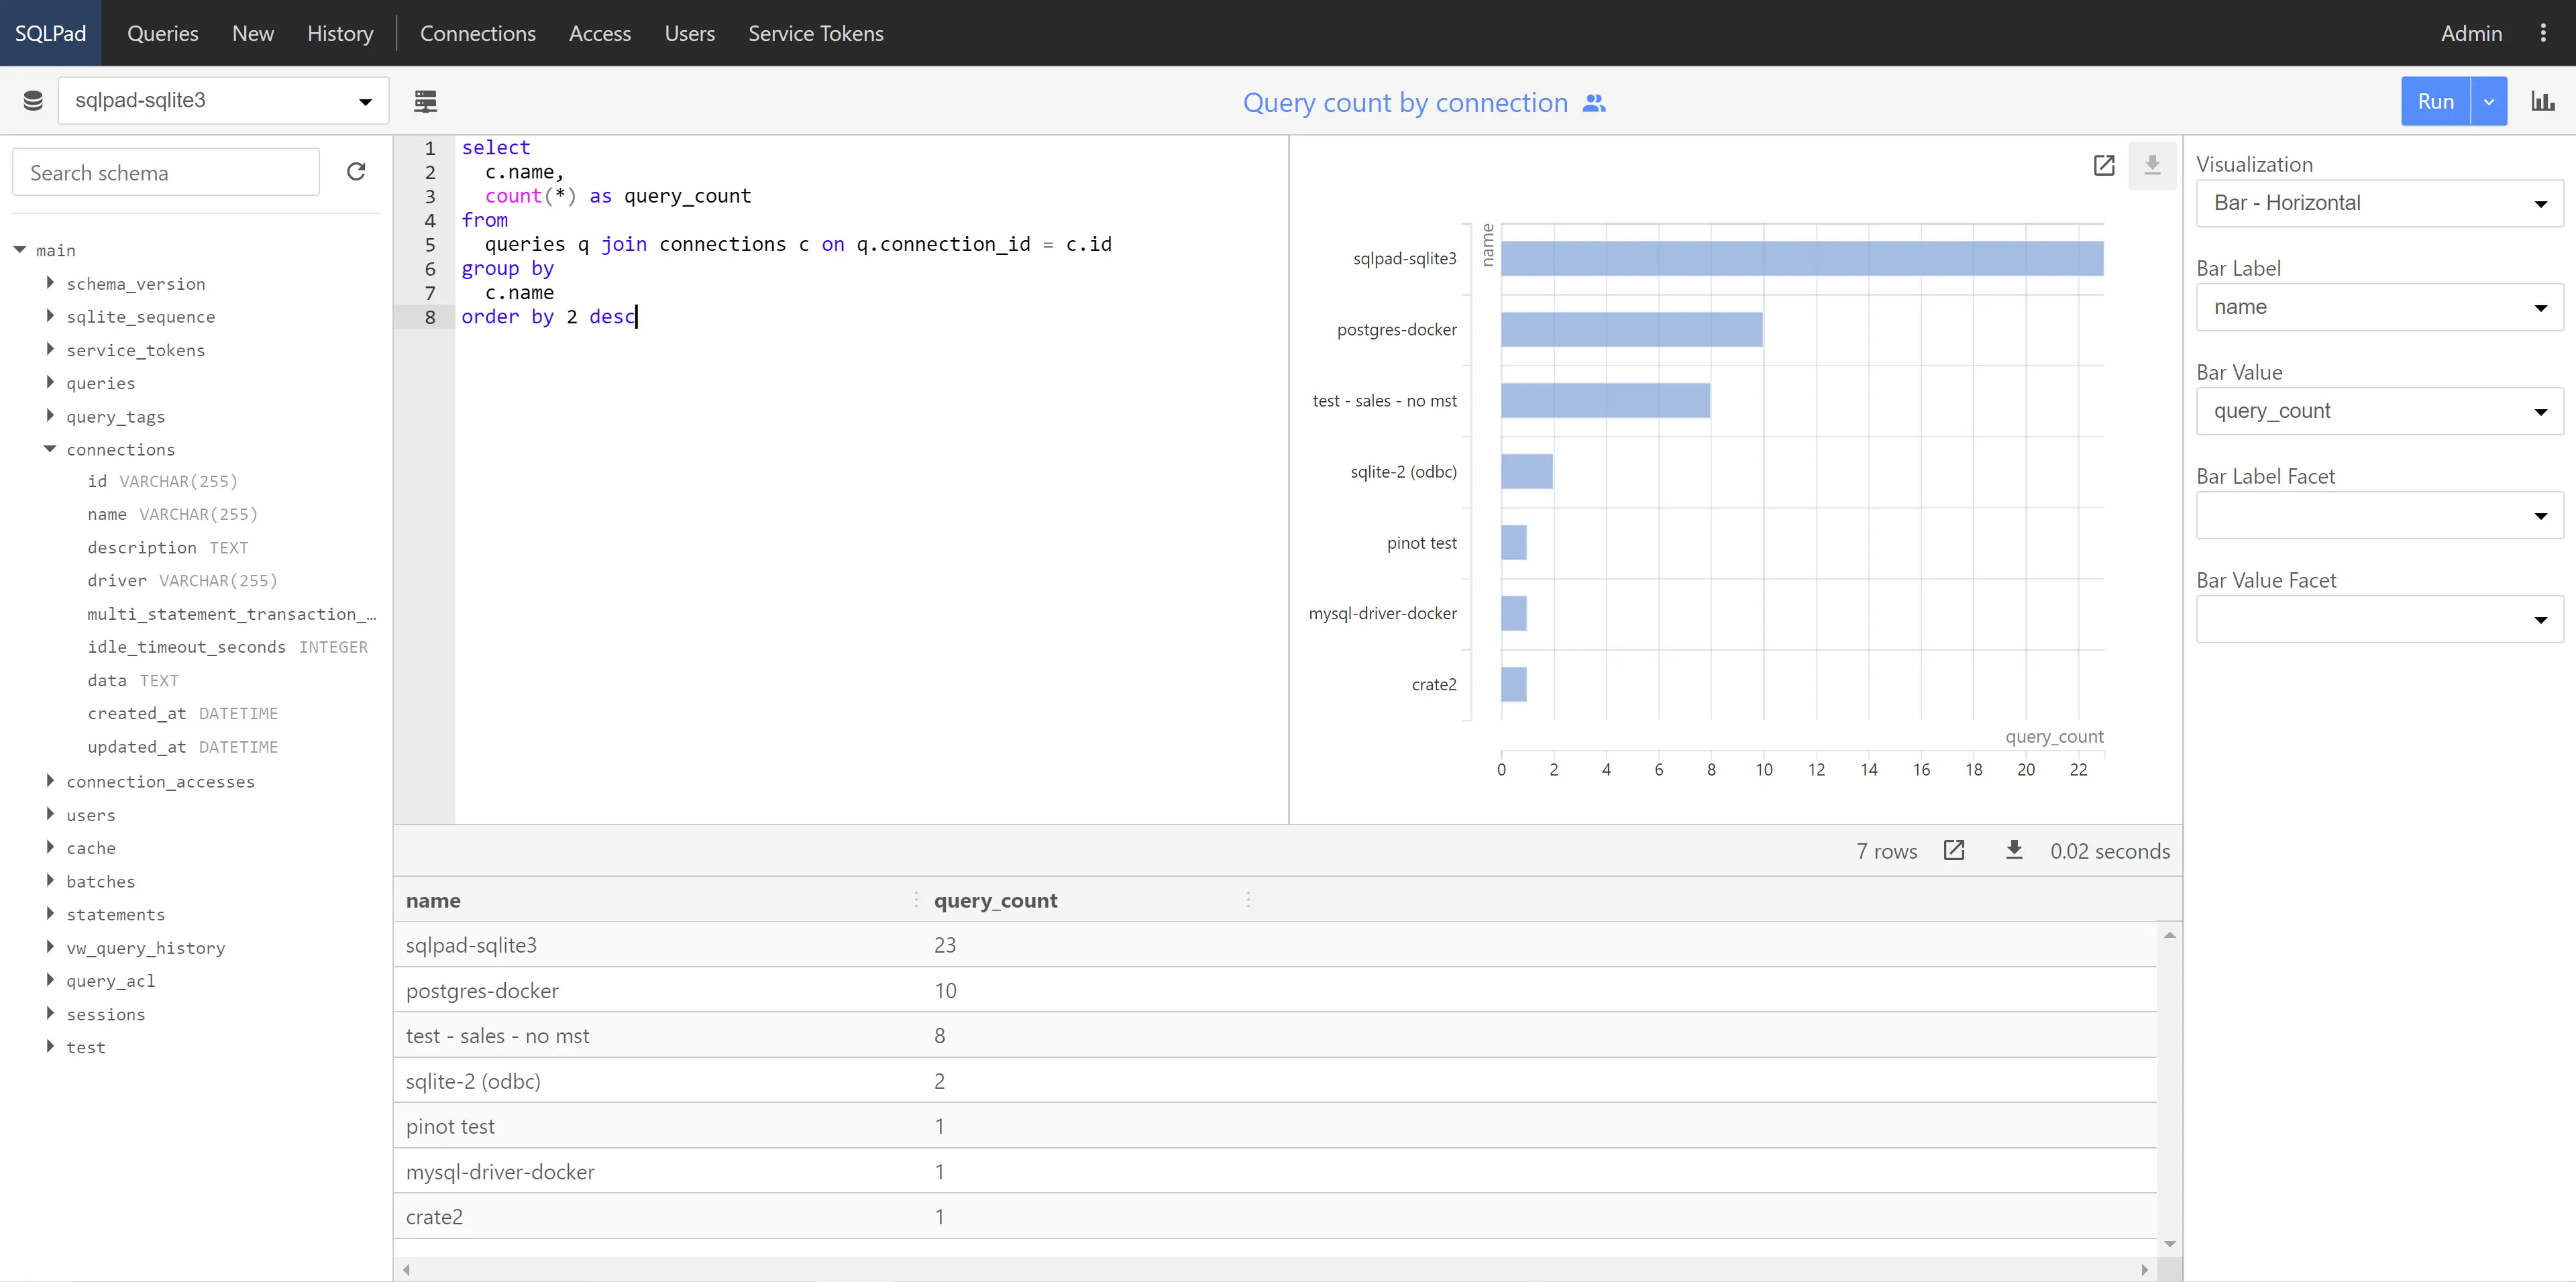 SQLPad Queries New History Connections Access Users Service Tokens Admin
sqlpad-sqlite3
Query count by connection
Run
Search schema
main
schema_version
sqlite_sequence
service_tokens
queries
query_tags
connections
id VARCHAR(255)
name VARCHAR(255)
description TEXT
driver VARCHAR(255)
multi_statement_transaction_…
idle_timeout_seconds INTEGER
data TEXT
created_at DATETIME
updated_at DATETIME
connection_accesses
users
cache
batches
statements
vw_query_history
query_acl
sessions
test
1 select
2 c.name,
3 count(*) as query_count
4 from
5 queries q join connections c on q.connection_id = c.id
6 group by
7 c.name
8 order by 2 desc
name
sqlpad-sqlite3
postgres-docker
test - sales - no mst
sqlite-2 (odbc)
pinot test
mysql-driver-docker
crate2
query_count
0 2 4 6 8 10 12 14 16 18 20 22
Visualization
Bar - Horizontal
Bar Label
name
Bar Value
query_count
Bar Label Facet
Bar Value Facet
7 rows 0.02 seconds
name query_count
sqlpad-sqlite3 23
postgres-docker 10
test - sales - no mst 8
sqlite-2 (odbc) 2
pinot test 1
mysql-driver-docker 1
crate2 1